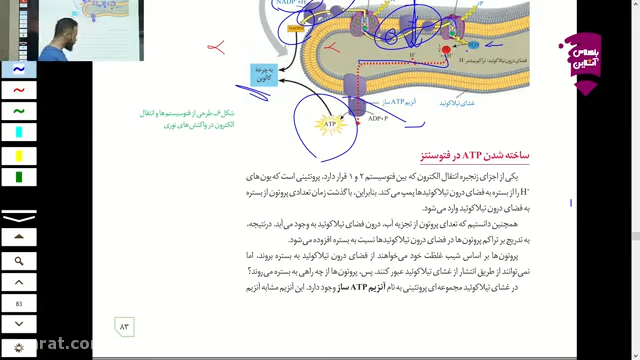 NADP⁺
به چرخهٔ
کالوین
ATP
آنزیم ATP ساز
ADP+P
H⁺
فضای درون تیلاکوئید: تراکم بیشتر H⁺
غشای تیلاکوئید
پلاس
آنلاین
شکل ۶ـ طرحی از فتوسیستم‌ها و انتقال
الکترون در واکنش‌های نوری
ساخته شدن ATP در فتوسنتز
یکی از اجزای زنجیره انتقال الکترون که بین فتوسیستم ۲ و ۱ قرار دارد، پروتئینی است که یون‌های
H⁺ را از بستره به فضای درون تیلاکوئیدها پمپ می‌کند. بنابراین، با گذشت زمان تعدادی پروتون از بستره
به فضای درون تیلاکوئید وارد می‌شود.
همچنین دانستیم که تعدادی پروتون از تجزیه آب، درون فضای تیلاکوئید به وجود می‌آید. درنتیجه،
به تدریج بر تراکم پروتون‌ها در فضای درون تیلاکوئیدها نسبت به بستره افزوده می‌شود.
پروتون‌ها بر اساس شیب غلظت خود می‌خواهند از فضای درون تیلاکوئید به بستره بروند، اما
نمی‌توانند از طریق انتشار از غشای تیلاکوئید عبور کنند. پس، پروتون‌ها از چه راهی به بستره می‌روند؟
در غشای تیلاکوئید مجموعه‌ای پروتئینی به نام آنزیم ATP ساز وجود دارد. این آنزیم مشابه آنزیم
۸۳
83